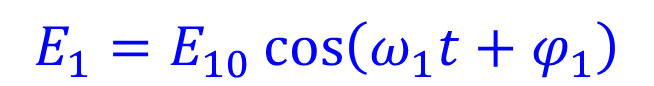 E₁ = E₁₀ cos(ω₁t + φ₁)